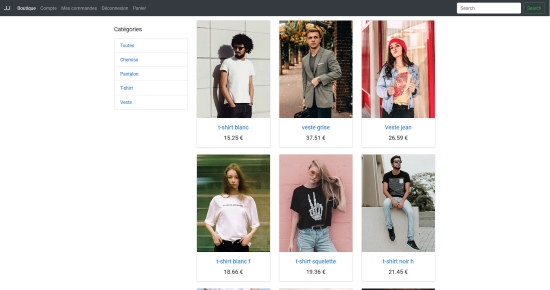 JJ Boutique Compte Mes commandes Déconnexion Panier Search Search
Catégories
Toutes
Chemise
Pantalon
T-shirt
Veste
t-shirt blanc
15.25 €
veste grise
37.51 €
Veste jean
26.59 €
t-shirt blanc f
18.66 €
t-shirt squelette
19.36 €
t-shirt noir h
21.45 €